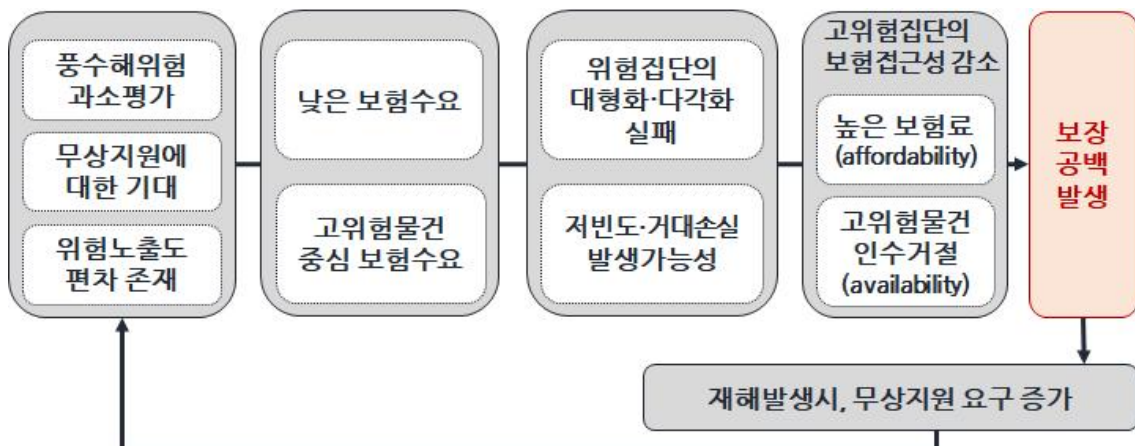 풍수해위험
과소평가
무상지원에
대한 기대
위험노출도
편차 존재
낮은 보험수요
고위험물건
중심 보험수요
위험집단의
대형화·다각화
실패
저빈도·거대손실
발생가능성
고위험집단의
보험접근성 감소
높은 보험료
(affordability)
고위험물건
인수거절
(availability)
보장
공백
발생
재해발생시, 무상지원 요구 증가